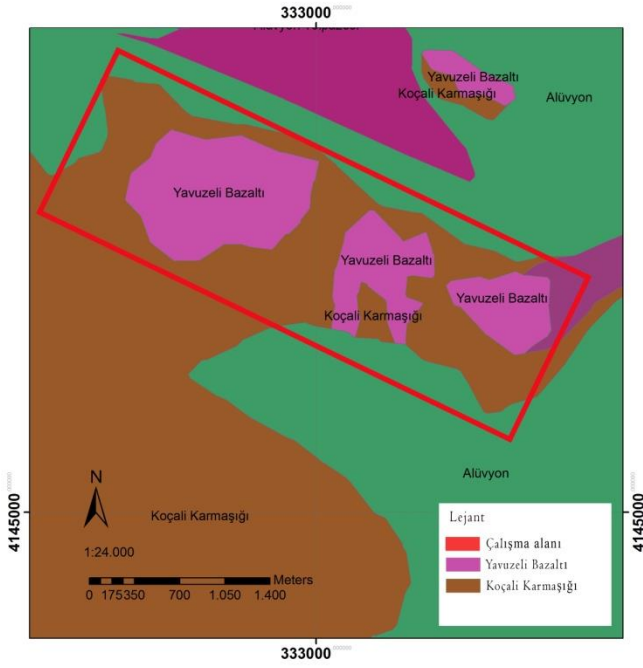 333000
Yavuzeli Bazaltı
Koçali Karmaşığı
Alüvyon
Yavuzeli Bazaltı
Yavuzeli Bazaltı
Yavuzeli Bazaltı
Koçali Karmaşığı
Alüvyon
4145000
4145000
N
Koçali Karmaşığı
1:24.000
Meters
0 175 350 700 1.050 1.400
Lejant
Çalışma alanı
Yavuzeli Bazaltı
Koçali Karmaşığı
333000